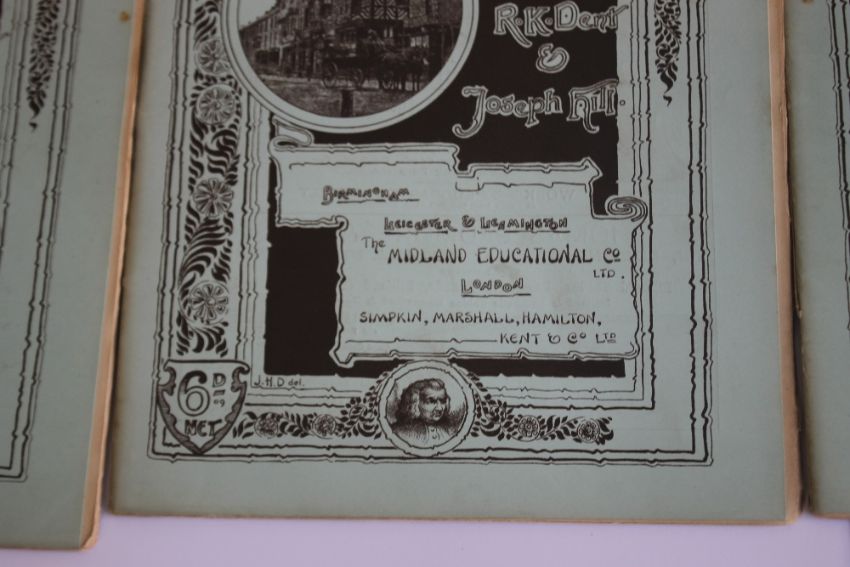 R.K. Dent
&
Joseph Hill.
Birmingham
Leicester & Leamington
The MIDLAND EDUCATIONAL Co
LTD.
London
SIMPKIN, MARSHALL, HAMILTON,
KENT & Co LTD
6D
NET
J.H.D del.